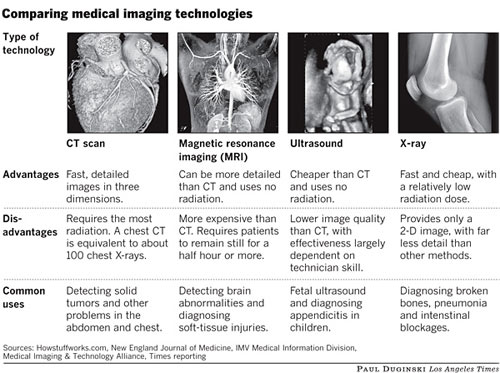 Comparing medical imaging technologies
Type of
technology
CT scan
Magnetic resonance
imaging (MRI)
Ultrasound
X-ray
Advantages
Fast, detailed
images in three
dimensions.
Can be more detailed
than CT and uses no
radiation.
Cheaper than CT
and uses no
radiation.
Fast and cheap, with
a relatively low
radiation dose.
Dis-
advantages
Requires the most
radiation. A chest CT
is equivalent to about
100 chest X-rays.
More expensive than
CT. Requires patients
to remain still for a
half hour or more.
Lower image quality
than CT, with
effectiveness largely
dependent on
technician skill.
Provides only a
2-D image, with far
less detail than
other methods.
Common
uses
Detecting solid
tumors and other
problems in the
abdomen and chest.
Detecting brain
abnormalities and
diagnosing
soft-tissue injuries.
Fetal ultrasound
and diagnosing
appendicitis in
children.
Diagnosing broken
bones, pneumonia
and intenstinal
blockages.
Sources: Howstuffworks.com, New England Journal of Medicine, IMV Medical Information Division,
Medical Imaging & Technology Alliance, Times reporting
PAUL DUGINSKI Los Angeles Times